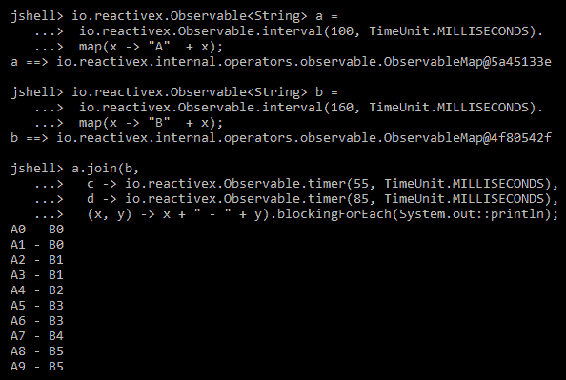 jshell> io.reactivex.Observable<String> a =
...> io.reactivex.Observable.interval(100, TimeUnit.MILLISECONDS).
...> map(x -> "A" + x);
a ==> io.reactivex.internal.operators.observable.ObservableMap@5a45133e
jshell> io.reactivex.Observable<String> b =
...> io.reactivex.Observable.interval(160, TimeUnit.MILLISECONDS).
...> map(x -> "B" + x);
b ==> io.reactivex.internal.operators.observable.ObservableMap@4f80542f
jshell> a.join(b,
...> c -> io.reactivex.Observable.timer(55, TimeUnit.MILLISECONDS),
...> d -> io.reactivex.Observable.timer(85, TimeUnit.MILLISECONDS),
...> (x, y) -> x + " - " + y).blockingForEach(System.out::println);
A0 - B0
A1 - B0
A2 - B1
A3 - B1
A4 - B2
A5 - B3
A6 - B3
A7 - B4
A8 - B5
A9 - B5